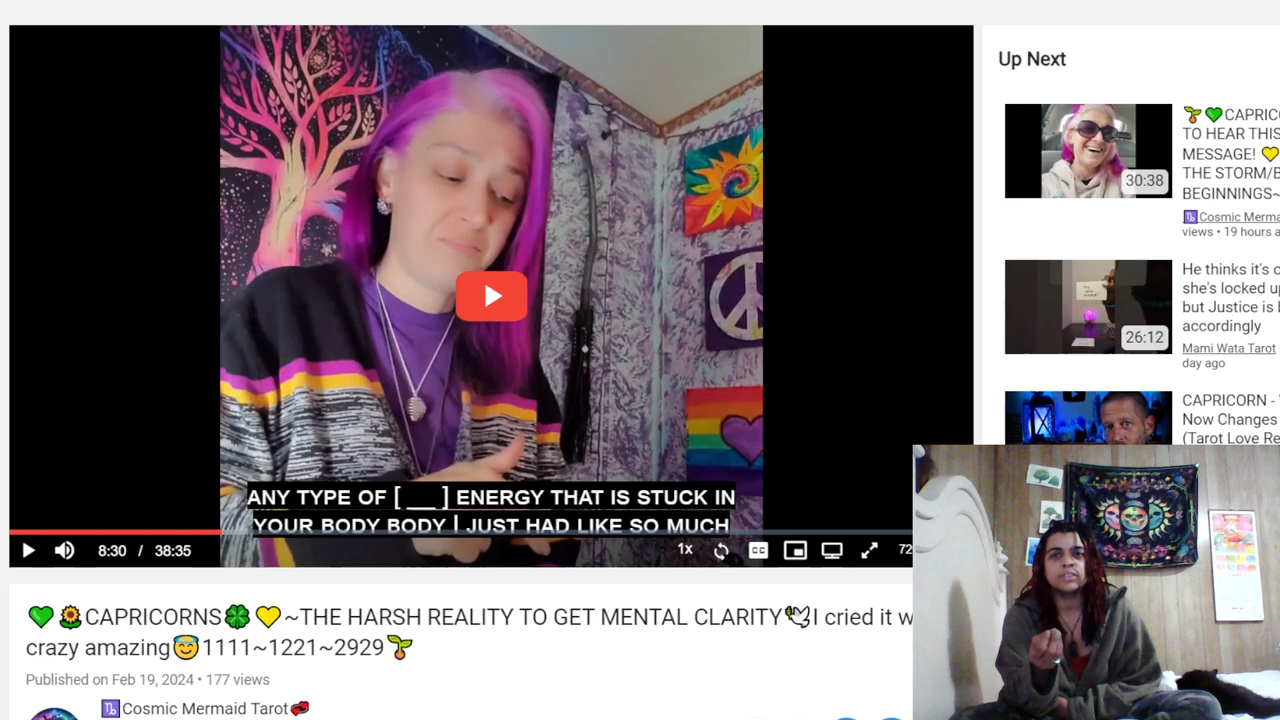 Up Next
30:38
🌱💚CAPRICO
TO HEAR THIS
MESSAGE! 💛
THE STORM/B
BEGINNINGS~
♑Cosmic Merma
views • 19 hours a
26:12
He thinks it's o
she's locked up
but Justice is
accordingly
Mami Wata Tarot
day ago
CAPRICORN -
Now Changes
(Tarot Love Re
ANY TYPE OF [ __ ] ENERGY THAT IS STUCK IN
YOUR BODY BODY I JUST HAD LIKE SO MUCH
8:30 / 38:35
1x
CC
72
💚🌻CAPRICORNS🍀💛~THE HARSH REALITY TO GET MENTAL CLARITY🕊I cried it w
crazy amazing😇1111~1221~2929🌱
Published on Feb 19, 2024 • 177 views
♑Cosmic Mermaid Tarot💋